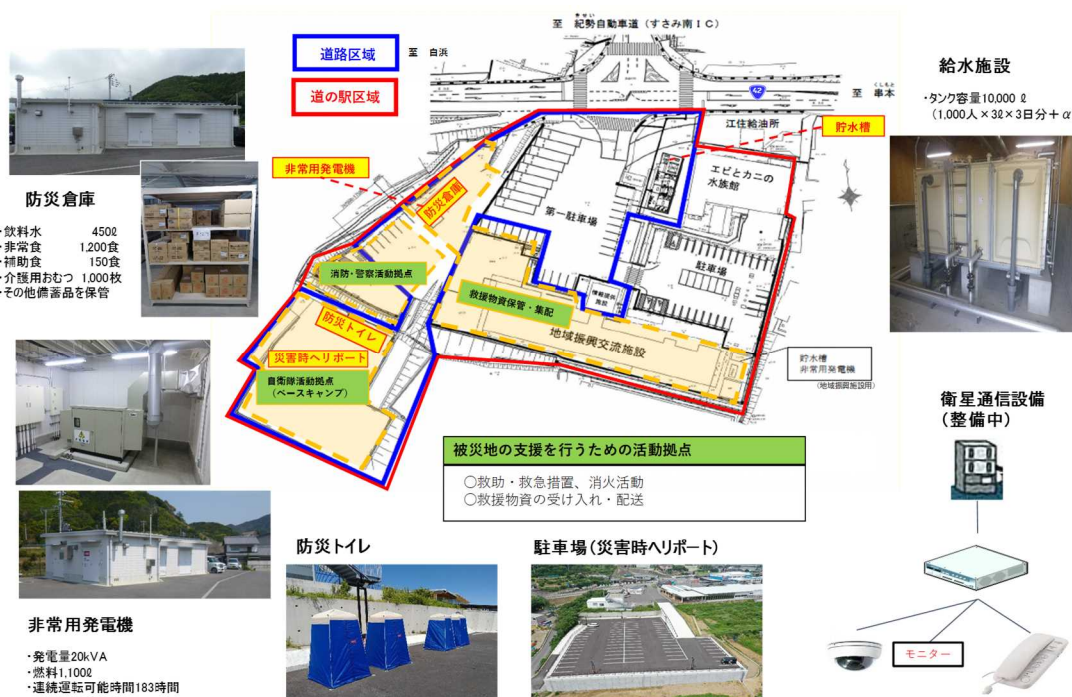 至 紀勢自動車道（すさみ南ＩＣ）
きせい
道路区域
至 白浜
道の駅区域
42
くしもと
至 串本
江住給油所
貯水槽
エビとカニの
水族館
非常用発電機
防災倉庫
第一駐車場
駐車場
消防・警察活動拠点
救援物資保管・集配
情報提供
施設
地域振興交流施設
防災トイレ
災害時ヘリポート
自衛隊活動拠点
（ベースキャンプ）
貯水槽
非常用発電機
（地域振興施設用）
被災地の支援を行うための活動拠点
○救助・救急措置、消火活動
○救援物資の受け入れ・配送
防災倉庫
・飲料水 450ℓ
・非常食 1,200食
・補助食 150食
・介護用おむつ 1,000枚
・その他備蓄品を保管
非常用発電機
・発電量20kVA
・燃料1,100ℓ
・連続運転可能時間183時間
防災トイレ
駐車場(災害時ヘリポート)
給水施設
・タンク容量10,000 ℓ
（1,000人×3ℓ×3日分＋α
衛星通信設備
（整備中）
モニター